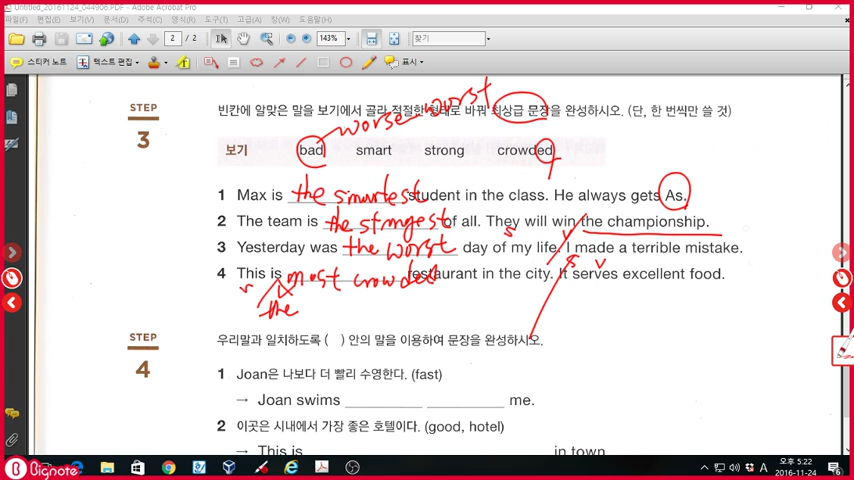 Untitled_20161124_044906.PDF - Adobe Acrobat Pro
파일(F) 편집(E) 보기(V) 문서(D) 주석(C) 양식(R) 도구(T) 고급(A) 창(W) 도움말(H)
2 / 2 143% 찾기
스티커 노트 텍스트 편집 표시
STEP
3
빈칸에 알맞은 말을 보기에서 골라 적절한 형태로 바꿔 최상급 문장을 완성하시오. (단, 한 번씩만 쓸 것)
worse worst
보기 bad smart strong crowded
1 Max is the smartest student in the class. He always gets As.
2 The team is the strngest of all. They will win the championship.
s v
3 Yesterday was the worst day of my life. I made a terrible mistake.
s v
4 This is most crowded restaurant in the city. It serves excellent food.
v
the
STEP
4
우리말과 일치하도록 ( ) 안의 말을 이용하여 문장을 완성하시오.
1 Joan은 나보다 더 빨리 수영한다. (fast)
→ Joan swims me.
2 이곳은 시내에서 가장 좋은 호텔이다. (good, hotel)
→ This is in town
Bignote
A 오후 5:22
2016-11-24